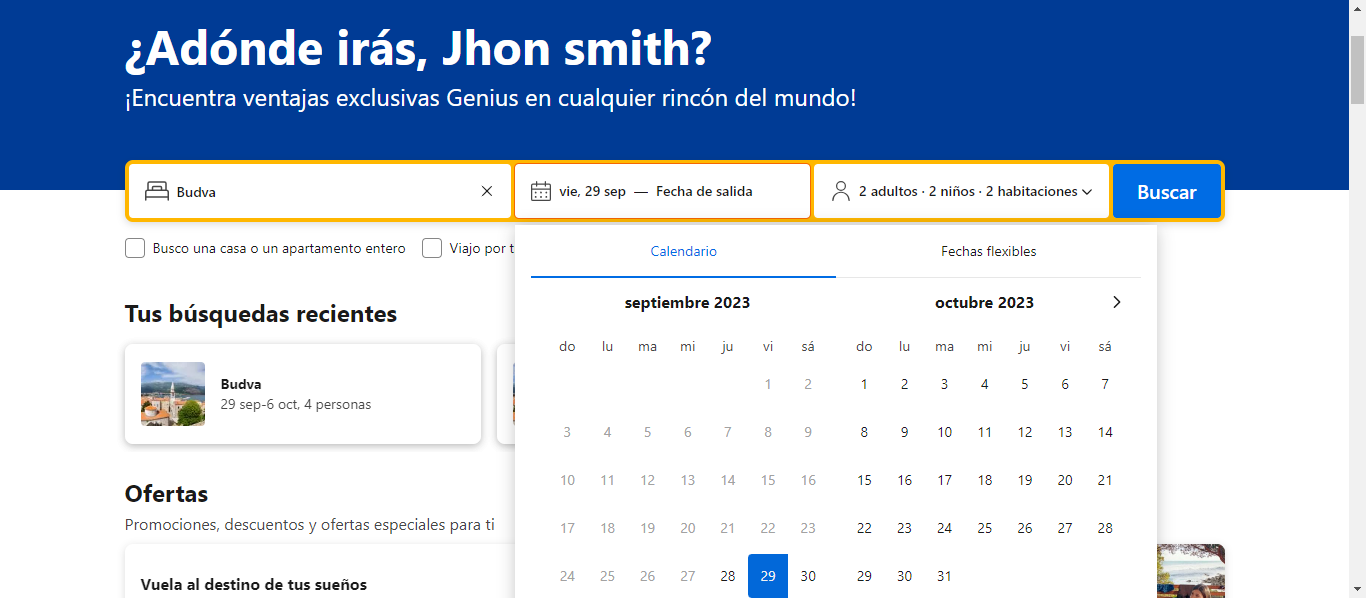 ¿Adónde irás, Jhon smith?
¡Encuentra ventajas exclusivas Genius en cualquier rincón del mundo!
Budva
vie, 29 sep — Fecha de salida
2 adultos · 2 niños · 2 habitaciones
Buscar
Busco una casa o un apartamento entero
Viajo por t
Calendario
Fechas flexibles
septiembre 2023
do lu ma mi ju vi sá
1 2
3 4 5 6 7 8 9
10 11 12 13 14 15 16
17 18 19 20 21 22 23
24 25 26 27 28 29 30
octubre 2023
do lu ma mi ju vi sá
1 2 3 4 5 6 7
8 9 10 11 12 13 14
15 16 17 18 19 20 21
22 23 24 25 26 27 28
29 30 31
Tus búsquedas recientes
Budva
29 sep-6 oct, 4 personas
Ofertas
Promociones, descuentos y ofertas especiales para ti
Vuela al destino de tus sueños